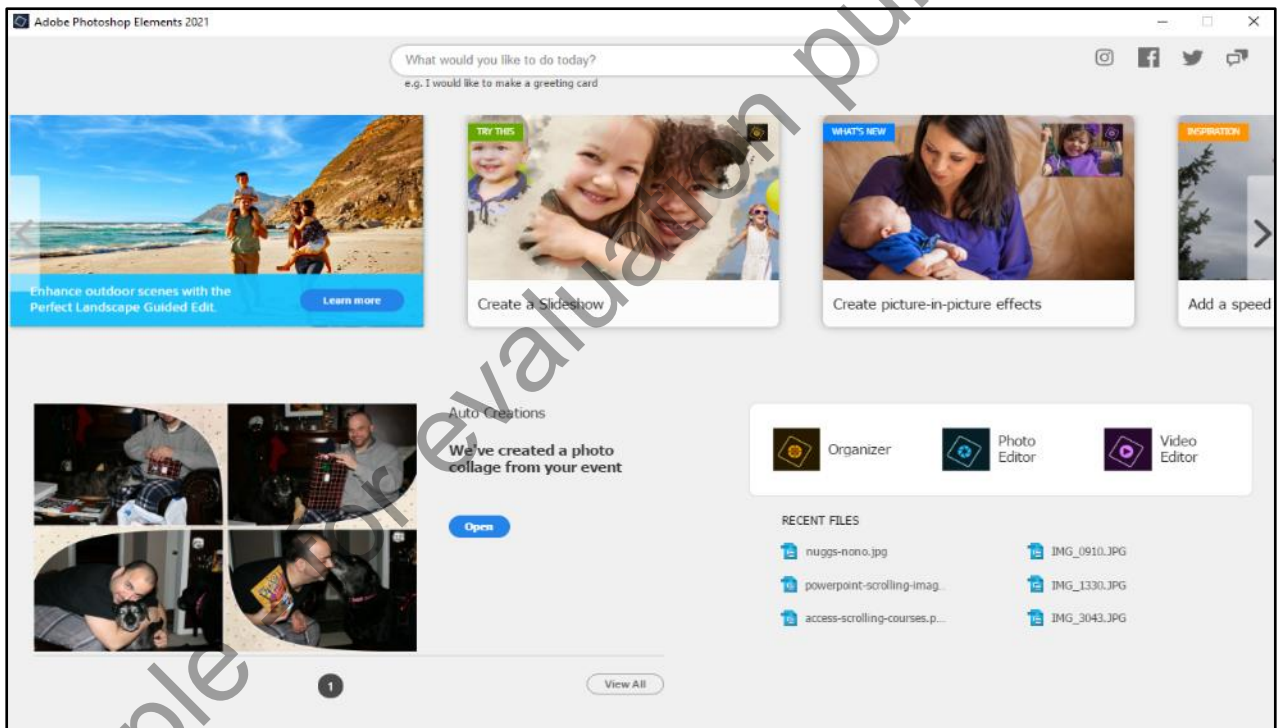 Adobe Photoshop Elements 2021
What would you like to do today?
e.g. I would like to make a greeting card
Enhance outdoor scenes with the
Perfect Landscape Guided Edit.
Learn more
TRY THIS
Create a Slideshow
WHAT'S NEW
Create picture-in-picture effects
INSPIRATION
Add a speed
Auto Creations
We've created a photo
collage from your event
Open
1
View All
Organizer
Photo
Editor
Video
Editor
RECENT FILES
nuggs-nono.jpg
IMG_0910.JPG
powerpoint-scrolling-imag...
IMG_1330.JPG
access-scrolling-courses.p...
IMG_3043.JPG
for evaluation